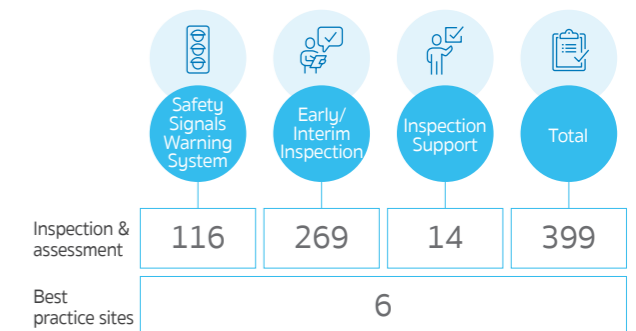 Safety
Signals
Warning
System
Early/
Interim
Inspection
Inspection
Support
Total
Inspection &
assessment
116
269
14
399
Best
practice sites
6